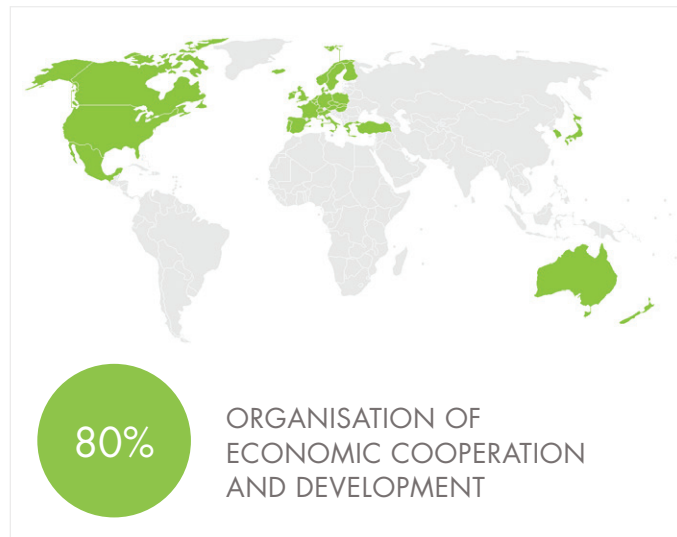 80%
ORGANISATION OF
ECONOMIC COOPERATION
AND DEVELOPMENT